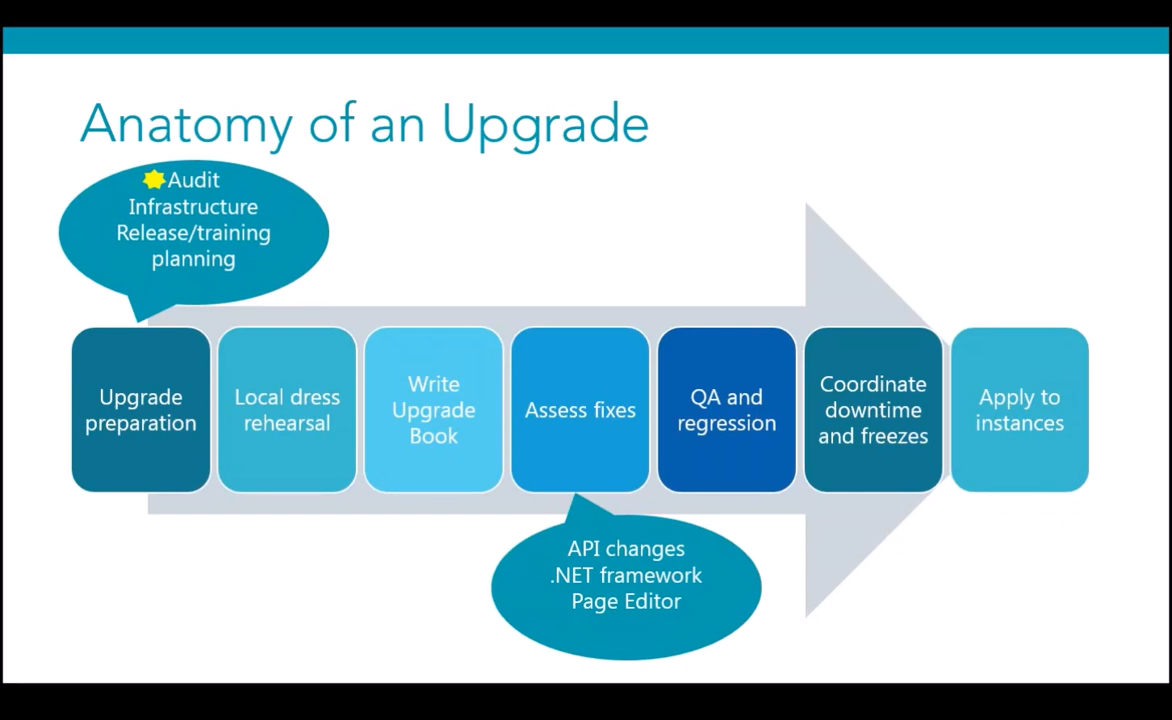 Anatomy of an Upgrade
Audit
Infrastructure
Release/training
planning
Upgrade
preparation
Local dress
rehearsal
Write
Upgrade
Book
Assess fixes
QA and
regression
Coordinate
downtime
and freezes
Apply to
instances
API changes
.NET framework
Page Editor